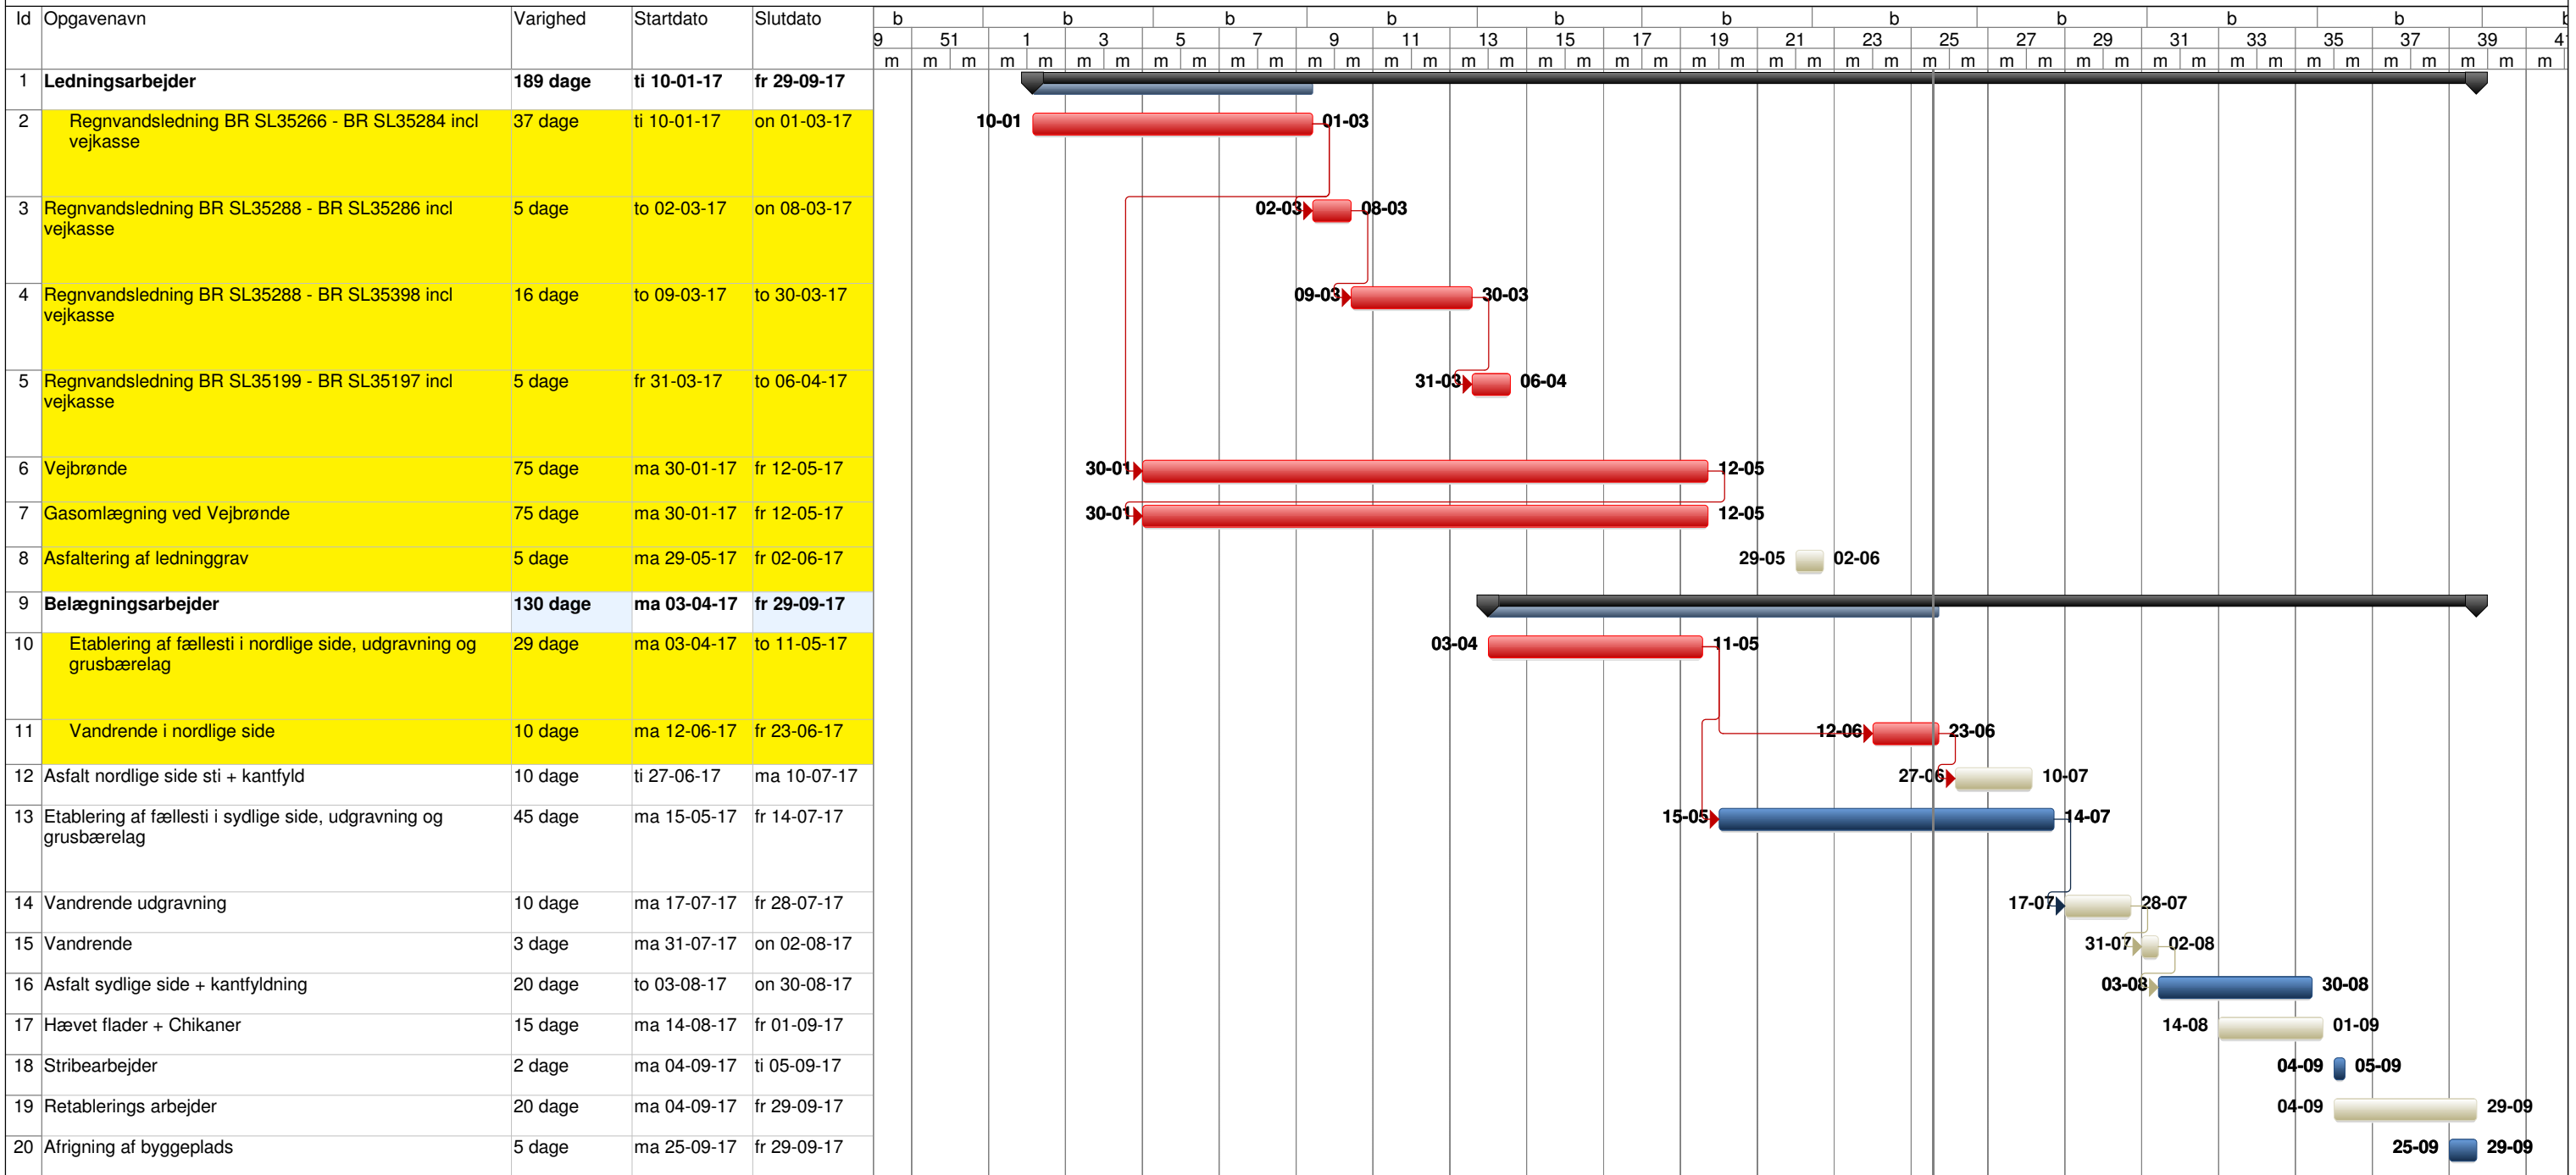 Id Opgavenavn Varighed Startdato Slutdato b b b b b b b b b b
9 51 1 3 5 7 9 11 13 15 17 19 21 23 25 27 29 31 33 35 37 39
m m m m m m m m m m m m m m m m m m m m m m m m m m m m m m m m m m m m m m m m m m m m
1 Ledningsarbejder 189 dage ti 10-01-17 fr 29-09-17
2 Regnvandsledning BR SL35266 - BR SL35284 incl 37 dage ti 10-01-17 on 01-03-17 10-01 01-03
vejkasse
3 Regnvandsledning BR SL35288 - BR SL35286 incl 5 dage to 02-03-17 on 08-03-17 02-03 08-03
vejkasse
4 Regnvandsledning BR SL35288 - BR SL35398 incl 16 dage to 09-03-17 to 30-03-17 09-03 30-03
vejkasse
5 Regnvandsledning BR SL35199 - BR SL35197 incl 5 dage fr 31-03-17 to 06-04-17 31-03 06-04
vejkasse
6 Vejbrønde 75 dage ma 30-01-17 fr 12-05-17 30-01 12-05
7 Gasomlægning ved Vejbrønde 75 dage ma 30-01-17 fr 12-05-17 30-01 12-05
8 Asfaltering af ledninggrav 5 dage ma 29-05-17 fr 02-06-17 29-05 02-06
9 Belægningsarbejder 130 dage ma 03-04-17 fr 29-09-17
10 Etablering af fællesti i nordlige side, udgravning og 29 dage ma 03-04-17 to 11-05-17 03-04 11-05
grusbærelag
11 Vandrende i nordlige side 10 dage ma 12-06-17 fr 23-06-17 12-06 23-06
12 Asfalt nordlige side sti + kantfyld 10 dage ti 27-06-17 ma 10-07-17 27-06 10-07
13 Etablering af fællesti i sydlige side, udgravning og 45 dage ma 15-05-17 fr 14-07-17 15-05 14-07
grusbærelag
14 Vandrende udgravning 10 dage ma 17-07-17 fr 28-07-17 17-07 28-07
15 Vandrende 3 dage ma 31-07-17 on 02-08-17 31-07 02-08
16 Asfalt sydlige side + kantfyldning 20 dage to 03-08-17 on 30-08-17 03-08 30-08
17 Hævet flader + Chikaner 15 dage ma 14-08-17 fr 01-09-17 14-08 01-09
18 Stribearbejder 2 dage ma 04-09-17 ti 05-09-17 04-09 05-09
19 Retablerings arbejder 20 dage ma 04-09-17 fr 29-09-17 04-09 29-09
20 Afrigning af byggeplads 5 dage ma 25-09-17 fr 29-09-17 25-09 29-09